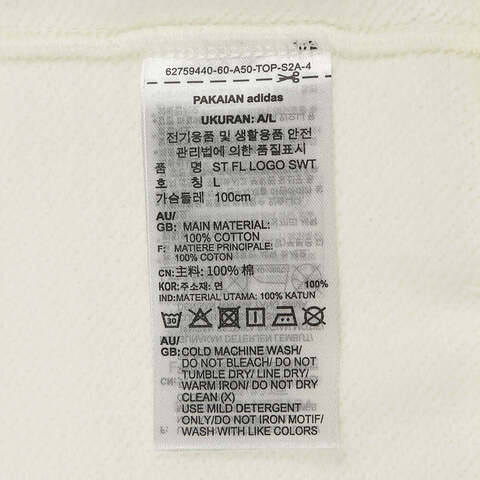 62759440-60-A50-TOP-S2A-4
PAKAIAN adidas
UKURAN: A/L
전기용품 및 생활용품 안전
관리법에 의한 품질표시
품 명 ST FL LOGO SWT
호 칭 L
가슴둘레 100cm
AU/
GB: MAIN MATERIAL:
100% COTTON
F: MATIERE PRINCIPALE:
100% COTON
CN: 主料: 100% 棉
KOR: 주소재: 면 100%
IND: MATERIAL UTAMA: 100% KATUN
30
AU/
GB: COLD MACHINE WASH/
DO NOT BLEACH/ DO NOT
TUMBLE DRY/ LINE DRY/
WARM IRON/ DO NOT DRY
CLEAN (X)
USE MILD DETERGENT
ONLY/DO NOT IRON MOTIF/
WASH WITH LIKE COLORS